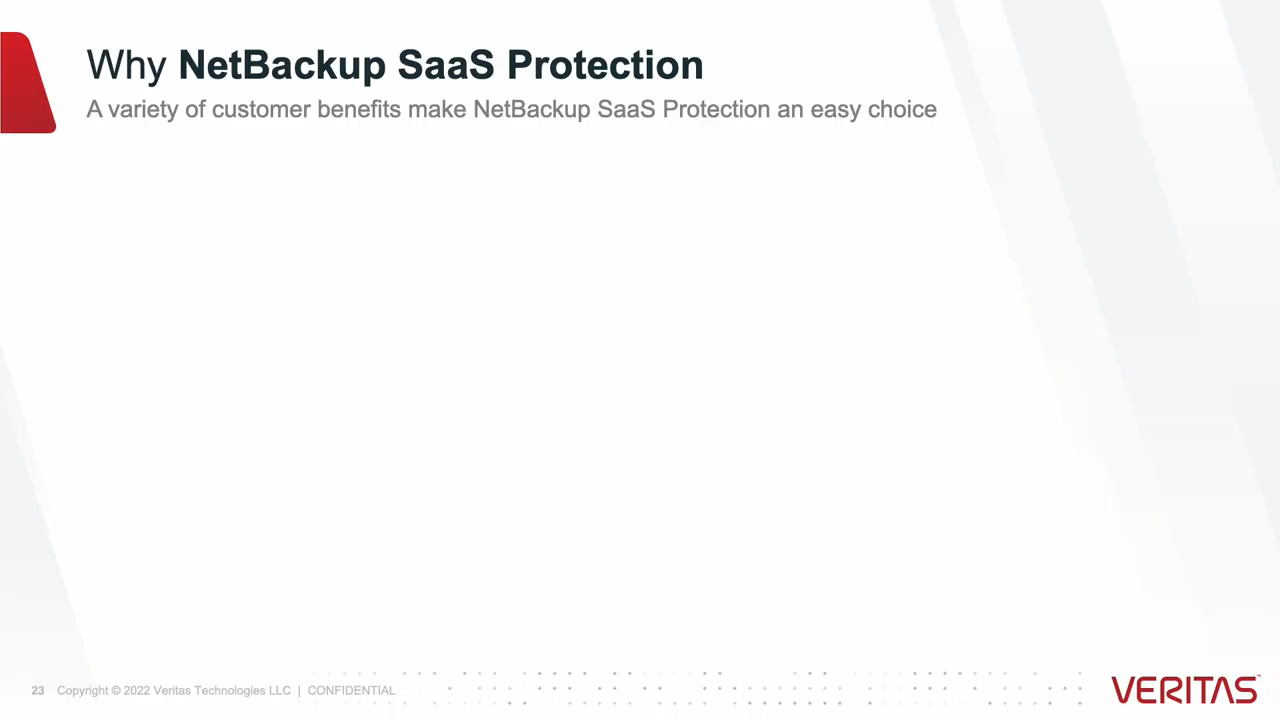 Why NetBackup SaaS Protection
A variety of customer benefits make NetBackup SaaS Protection an easy choice
23 Copyright © 2022 Veritas Technologies LLC | CONFIDENTIAL
VERITAS™